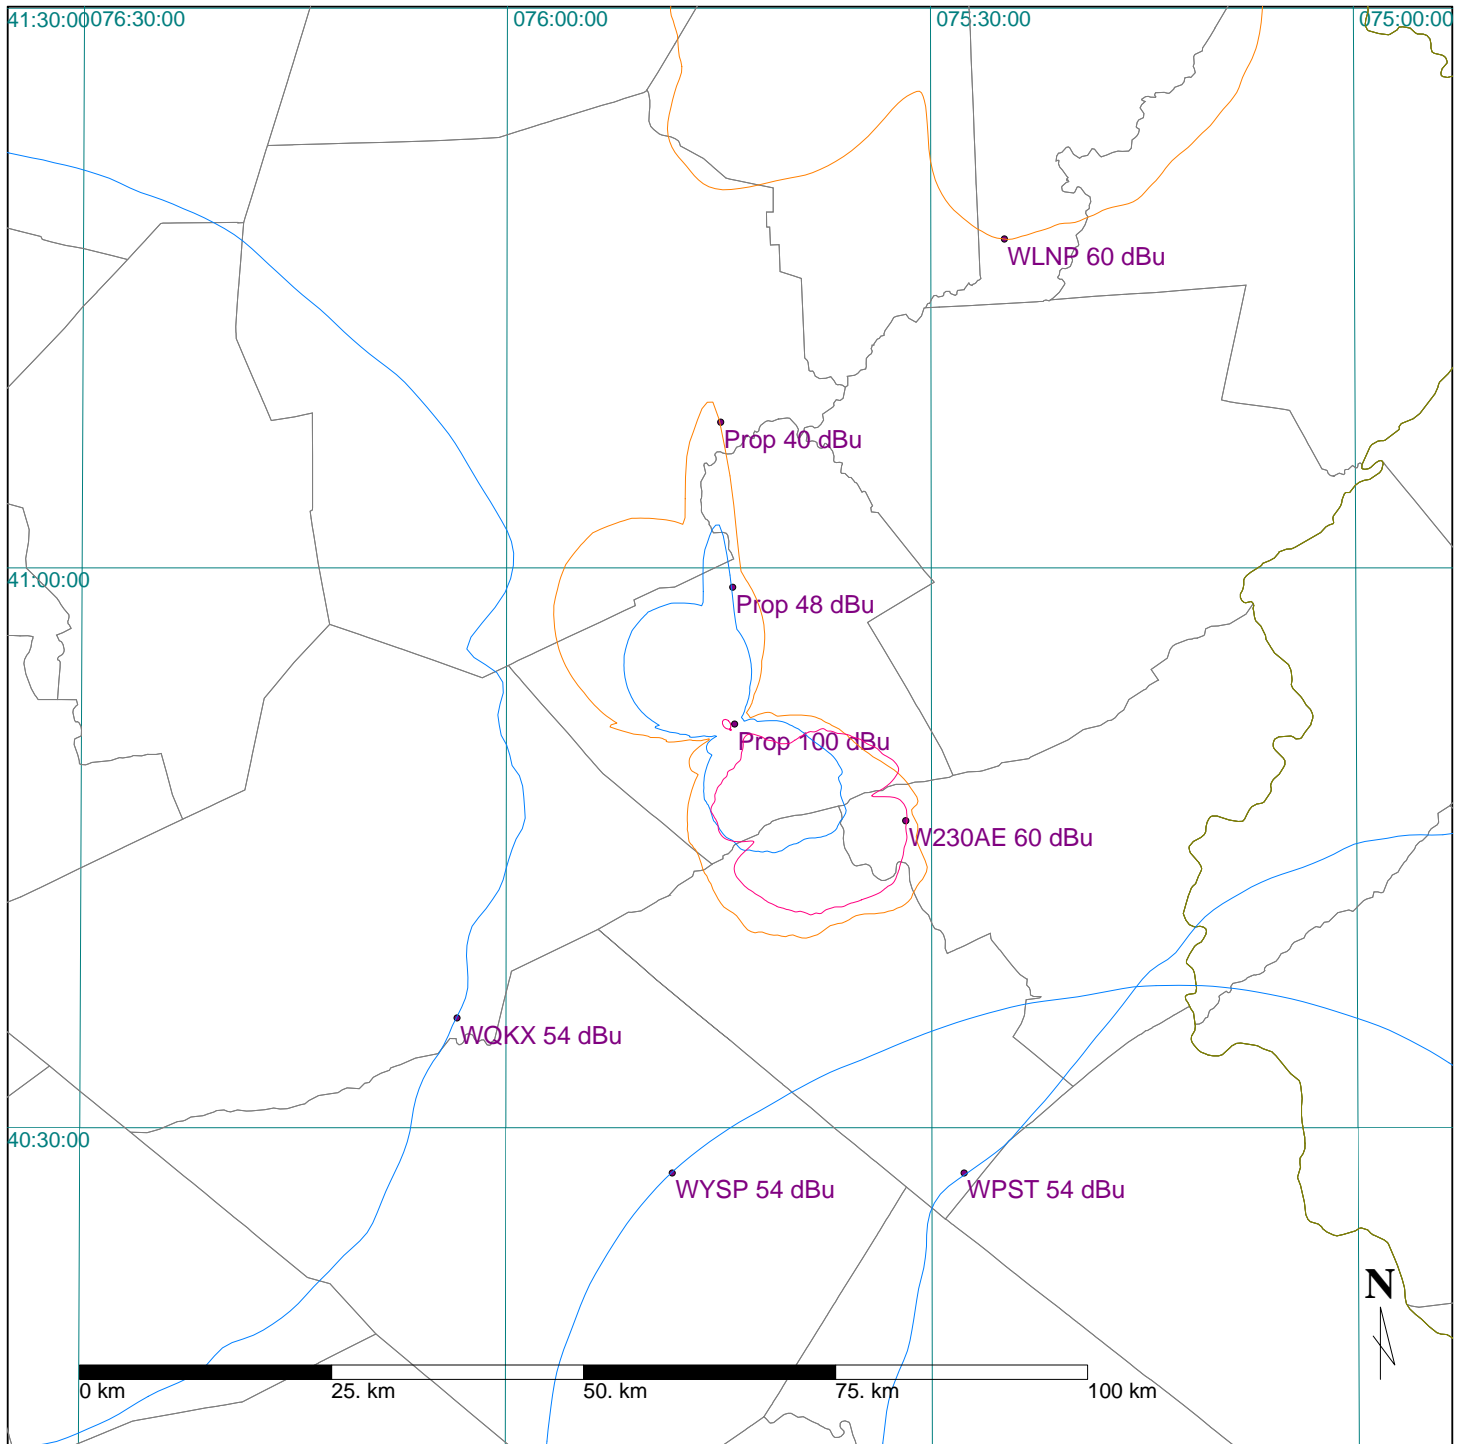 41:30:00 076:30:00 076:00:00 075:30:00 075:00:00
WLNP 60 dBu
Prop 40 dBu
41:00:00
Prop 48 dBu
Prop 100 dBu
W230AE 60 dBu
WQKX 54 dBu
40:30:00
WYSP 54 dBu
WPST 54 dBu
N
0 km 25. km 50. km 75. km 100 km